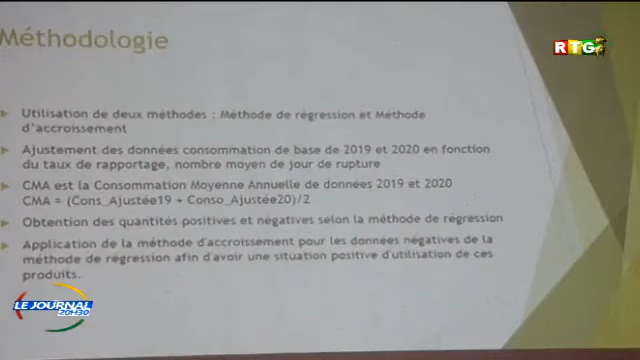 Méthodologie
RTG
Utilisation de deux méthodes : Méthode de régression et Méthode
d'accroissement
Ajustement des données consommation de base de 2019 et 2020 en fonction
du taux de rapportage, nombre moyen de jour de rupture
CMA est la Consommation Moyenne Annuelle de données 2019 et 2020
CMA = (Cons_Ajustée19 + Conso_Ajustée20)/2
Obtention des quantités positives et négatives selon la méthode de régression
Application de la méthode d'accroissement pour les données négatives de la
méthode de régression afin d'avoir une situation positive d'utilisation de ces
produits.
LE JOURNAL
20H30